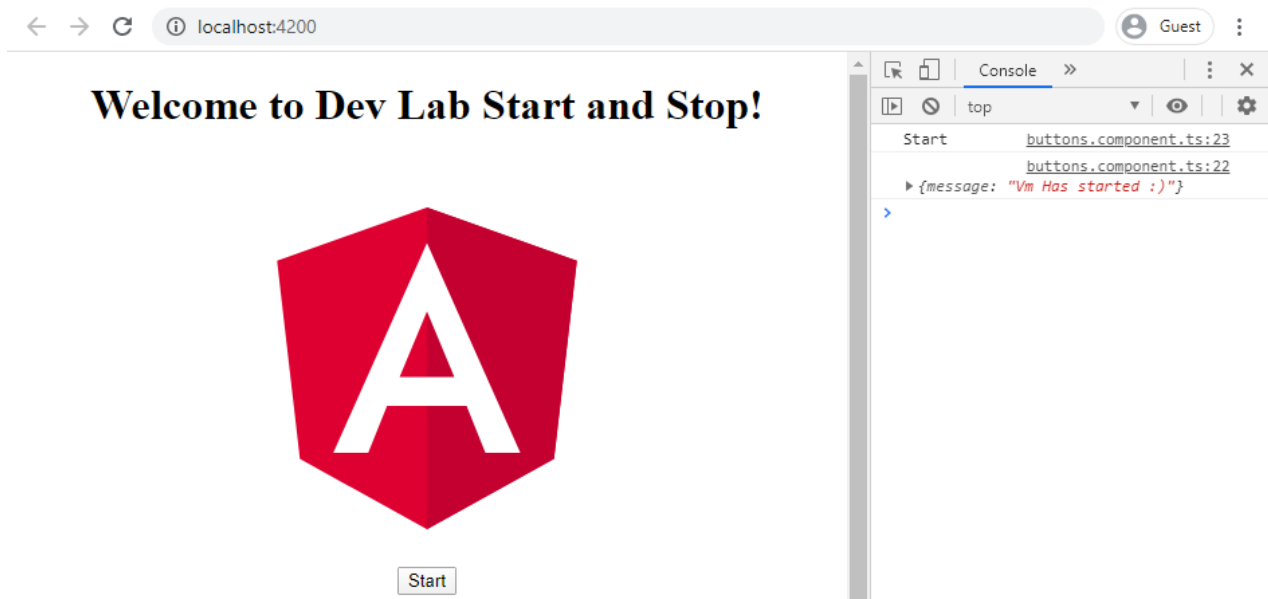 localhost:4200
Guest
Welcome to Dev Lab Start and Stop!
A
Start
Console
top
Start buttons.component.ts:23
buttons.component.ts:22
{message: "Vm Has started :)"}